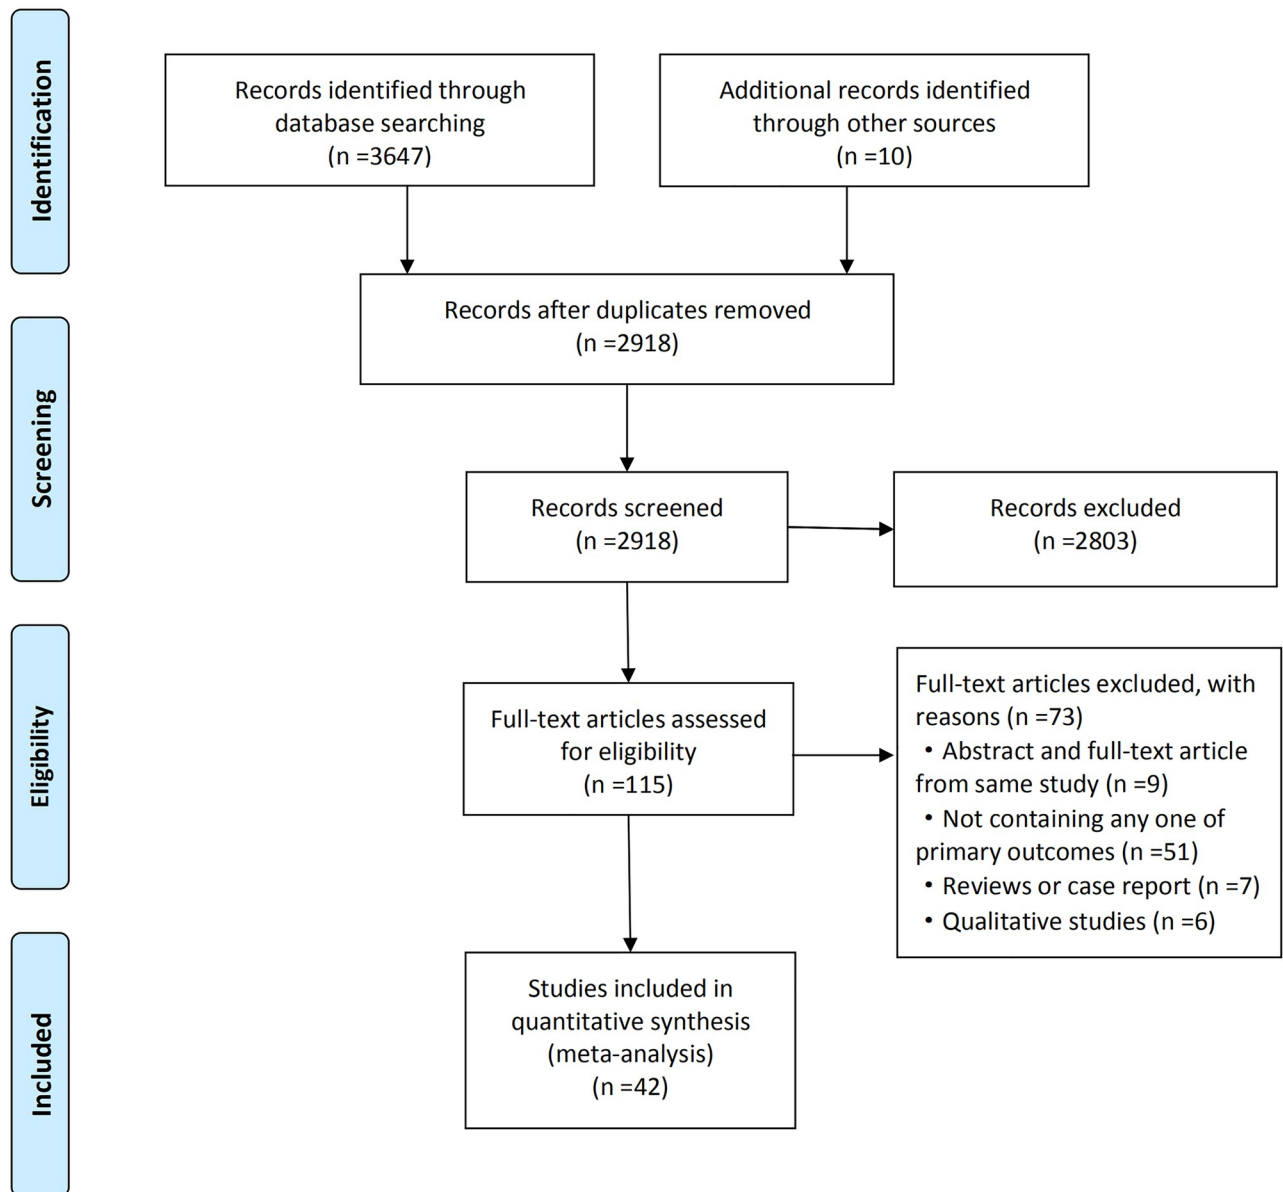 Identification
Records identified through
database searching
(n =3647)
Additional records identified
through other sources
(n =10)
Records after duplicates removed
(n =2918)
Screening
Records screened
(n =2918)
Records excluded
(n =2803)
Eligibility
Full-text articles assessed
for eligibility
(n =115)
Full-text articles excluded, with
reasons (n =73)
・Abstract and full-text article
from same study (n =9)
・Not containing any one of
primary outcomes (n =51)
・Reviews or case report (n =7)
・Qualitative studies (n =6)
Included
Studies included in
quantitative synthesis
(meta-analysis)
(n =42)